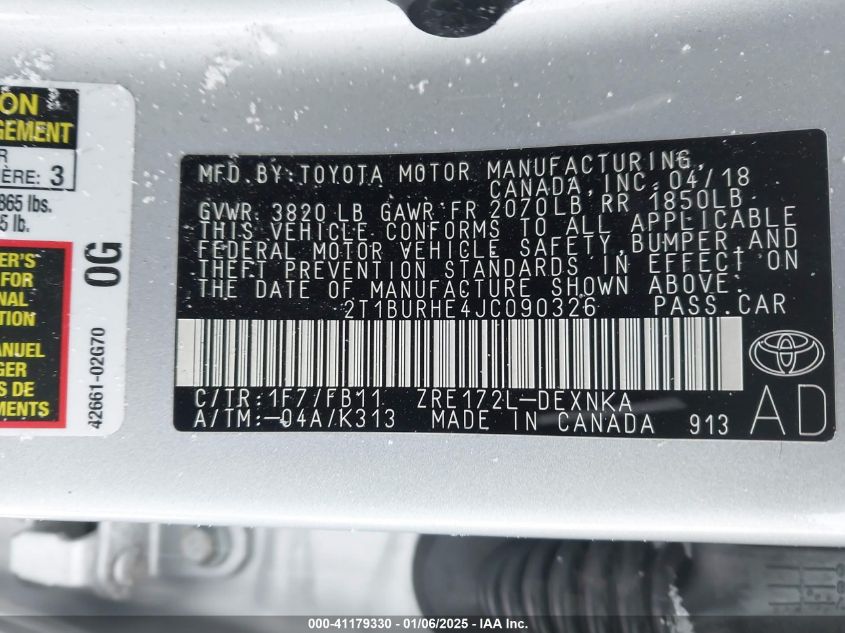 ON
GEMENT
R
ÈRE: 3
865 lbs.
5 lb.
ER'S
FOR
NAL
ON.
ANUEL
GER
S DE
MENTS
42661-02G70 0G
MFD. BY: TOYOTA MOTOR MANUFACTURING,
CANADA, INC. 04/18
GVWR 3820 LB GAWR FR 2070LB RR 1850LB
THIS VEHICLE CONFORMS TO ALL APPLICABLE
FEDERAL MOTOR VEHICLE SAFETY, BUMPER, AND
THEFT PREVENTION STANDARDS IN EFFECT ON
THE DATE OF MANUFACTURE SHOWN ABOVE.
2T1BURHE4JC090326 PASS.CAR
C/TR: 1F7/FB11 ZRE172L-DEXNKA
A/TM: -04A/K313 MADE IN CANADA 913
AD
000-41179330 - 01/06/2025 - IAA Inc.